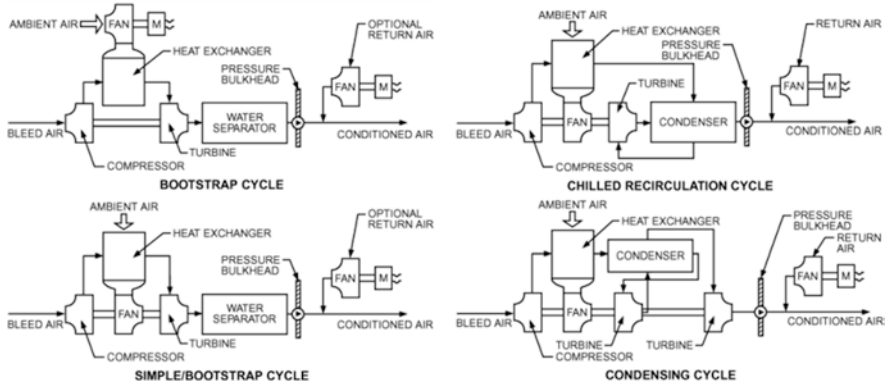 AMBIENT AIR
FAN
M
HEAT EXCHANGER
PRESSURE
BULKHEAD
OPTIONAL
RETURN AIR
FAN
M
WATER
SEPARATOR
BLEED AIR
CONDITIONED AIR
TURBINE
COMPRESSOR
BOOTSTRAP CYCLE
AMBIENT AIR
HEAT EXCHANGER
PRESSURE
BULKHEAD
RETURN AIR
TURBINE
FAN
M
FAN
CONDENSER
BLEED AIR
CONDITIONED AIR
COMPRESSOR
CHILLED RECIRCULATION CYCLE
AMBIENT AIR
HEAT EXCHANGER
OPTIONAL
RETURN AIR
PRESSURE
BULKHEAD
FAN
M
FAN
WATER
SEPARATOR
BLEED AIR
CONDITIONED AIR
TURBINE
COMPRESSOR
SIMPLE/BOOTSTRAP CYCLE
AMBIENT AIR
HEAT EXCHANGER
PRESSURE
BULKHEAD
RETURN
AIR
CONDENSER
FAN
M
FAN
BLEED AIR
CONDITIONED AIR:
TURBINE
TURBINE
COMPRESSOR
CONDENSING CYCLE